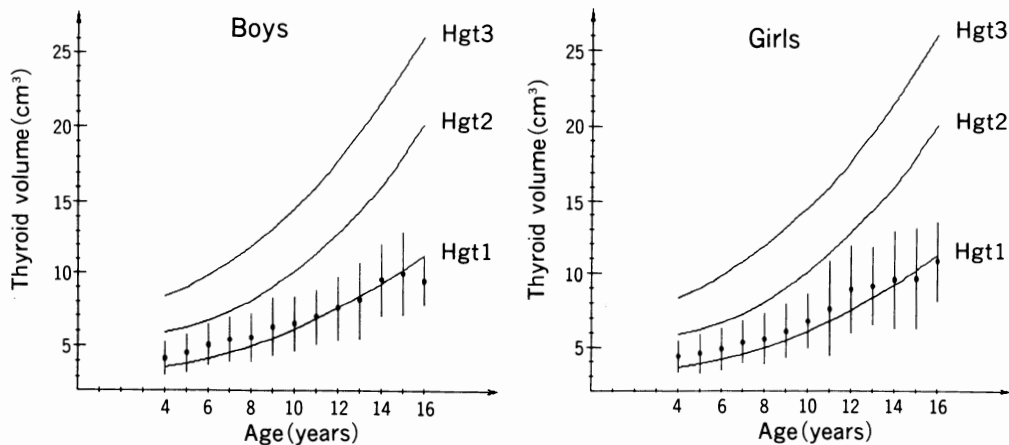 Boys
Thyroid volume(cm³)
25
20
15
10
5
Hgt3
Hgt2
Hgt1
4 6 8 10 12 14 16
Age(years)
Girls
Thyroid volume(cm³)
25
20
15
10
5
Hgt3
Hgt2
Hgt1
4 6 8 10 12 14 16
Age(years)